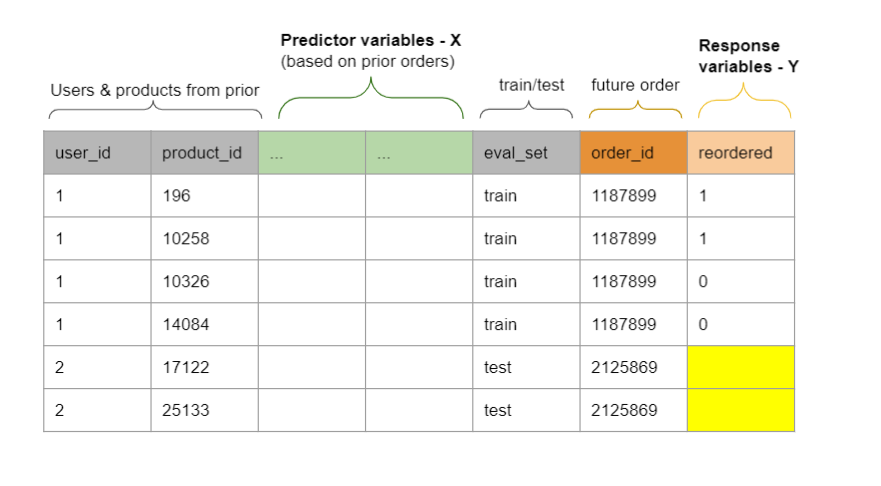 Predictor variables - X
(based on prior orders)
Response
variables - Y
Users & products from prior
train/test
future order
user_id product_id ... ... eval_set order_id reordered
1 196 train 1187899 1
1 10258 train 1187899 1
1 10326 train 1187899 0
1 14084 train 1187899 0
2 17122 test 2125869
2 25133 test 2125869